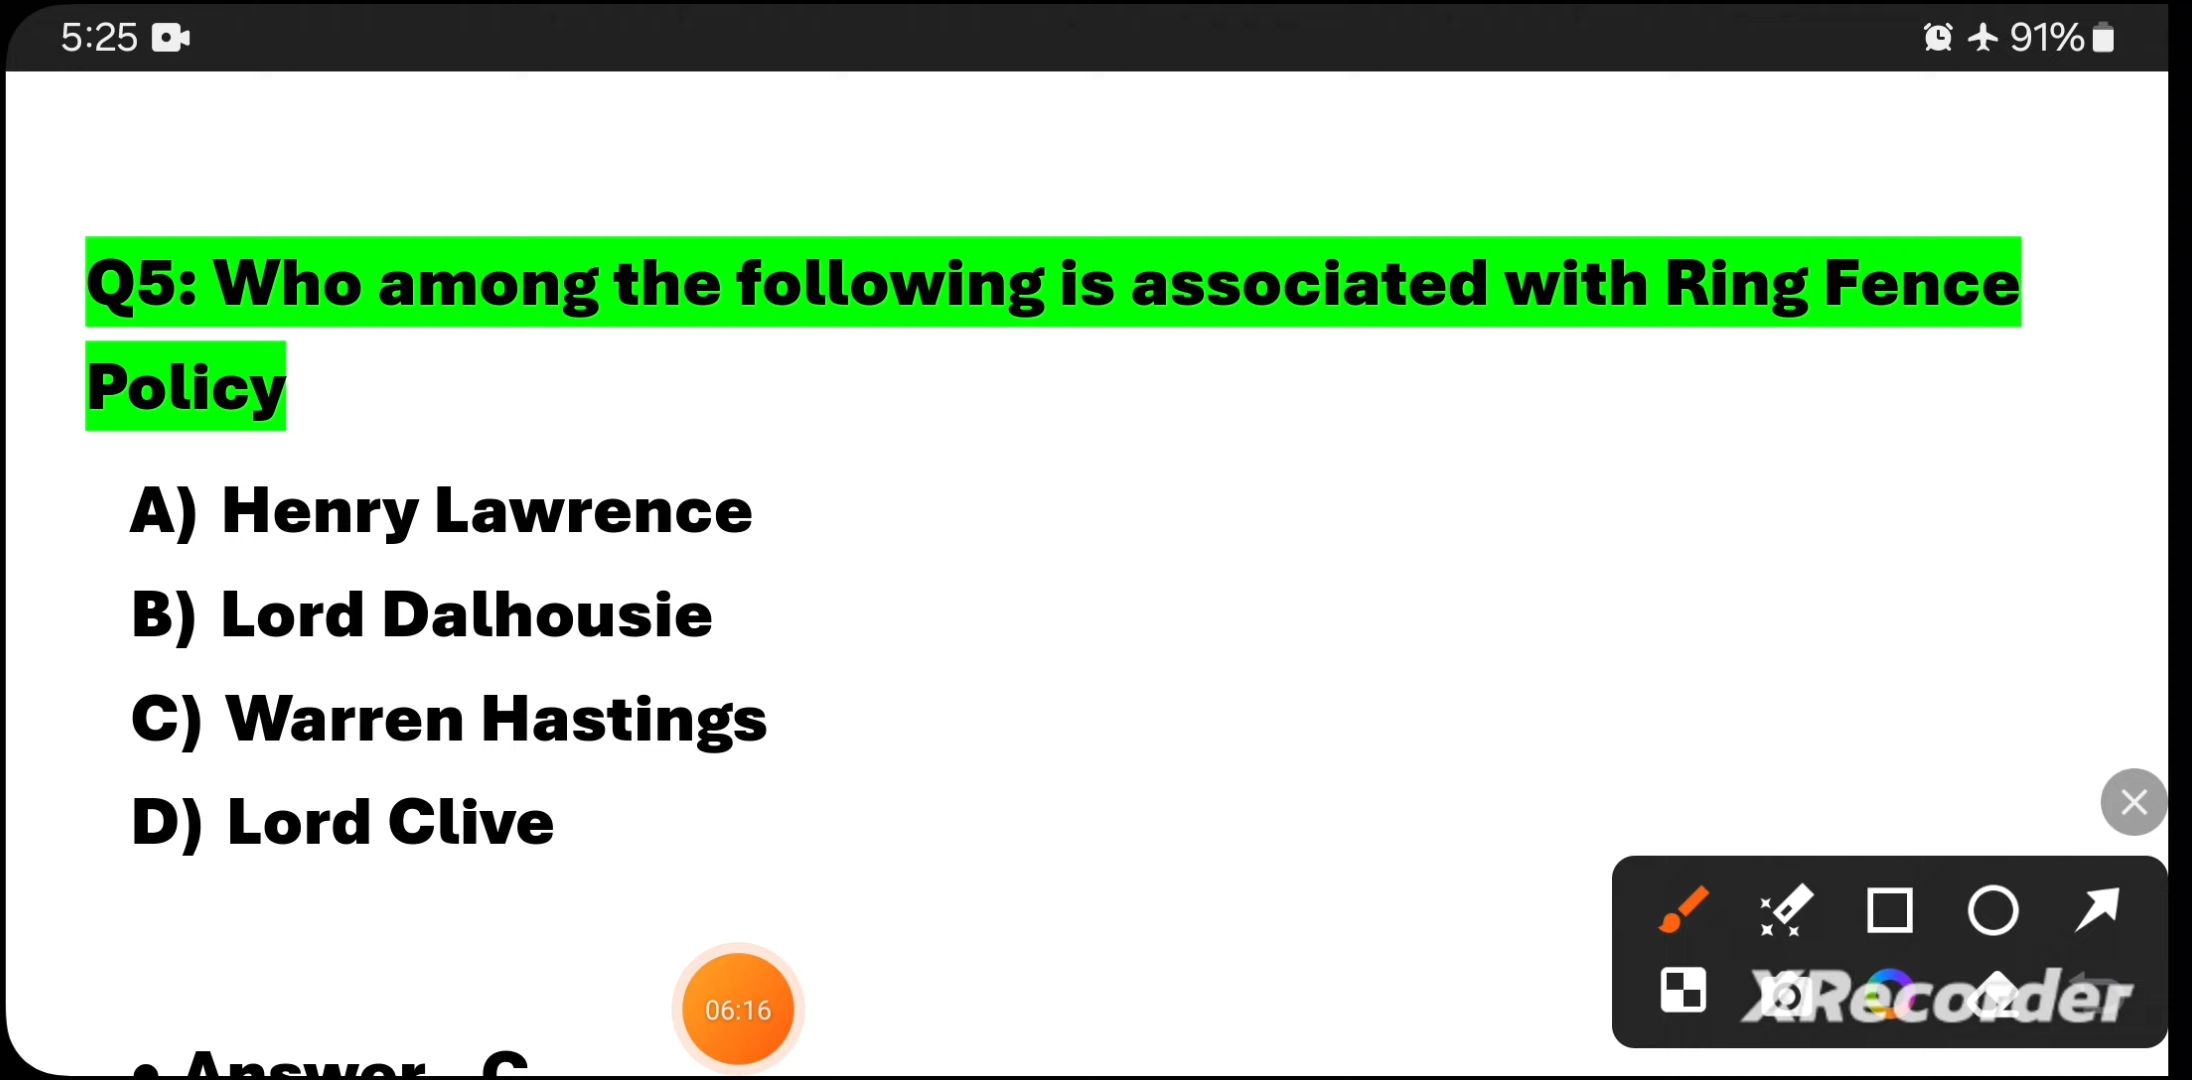 5:25
91%
Q5: Who among the following is associated with Ring Fence
Policy
A) Henry Lawrence
B) Lord Dalhousie
C) Warren Hastings
D) Lord Clive
06:16
XRecorder
• Answer C